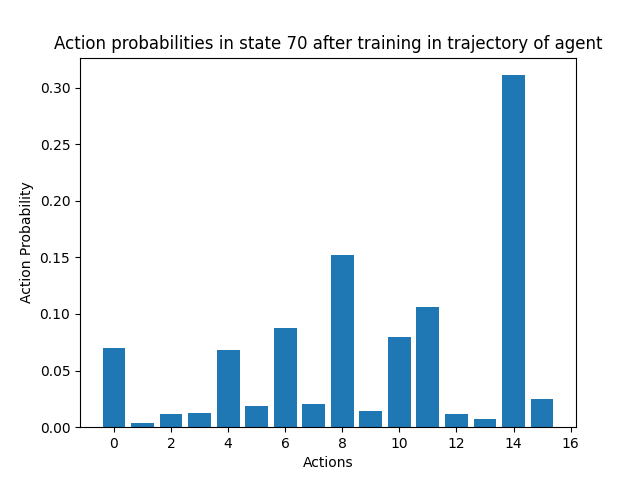 Action probabilities in state 70 after training in trajectory of agent
0.30
0.25
0.20
0.15
0.10
0.05
0.00
Action Probability
0 2 4 6 8 10 12 14 16
Actions